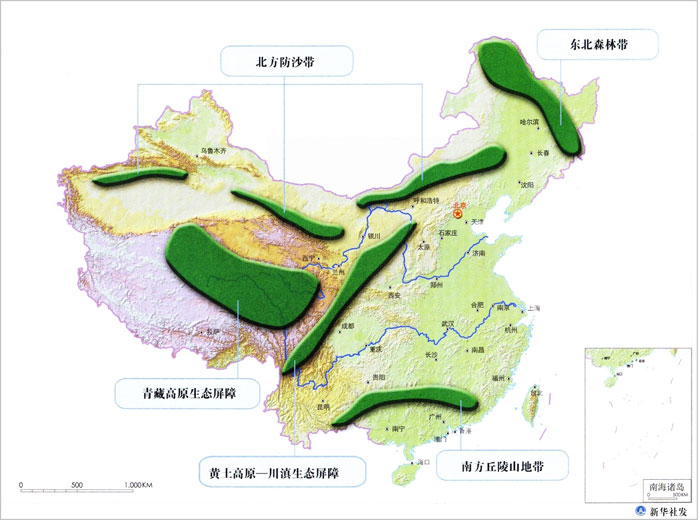 东北森林带
北方防沙带
哈尔滨
乌鲁木齐
长春
沈阳
呼和浩特
北京
天津
银川
石家庄
太原
西宁
济南
兰州
郑州
西安
合肥
南京
上海
拉萨
成都
武汉
杭州
重庆
长沙
南昌
贵阳
福州
青藏高原生态屏障
昆明
台北
广州
南宁
香港
澳门
黄土高原—川滇生态屏障
南方丘陵山地带
海口
0 500 1,000KM
南海诸岛
0 500KM
新华社发